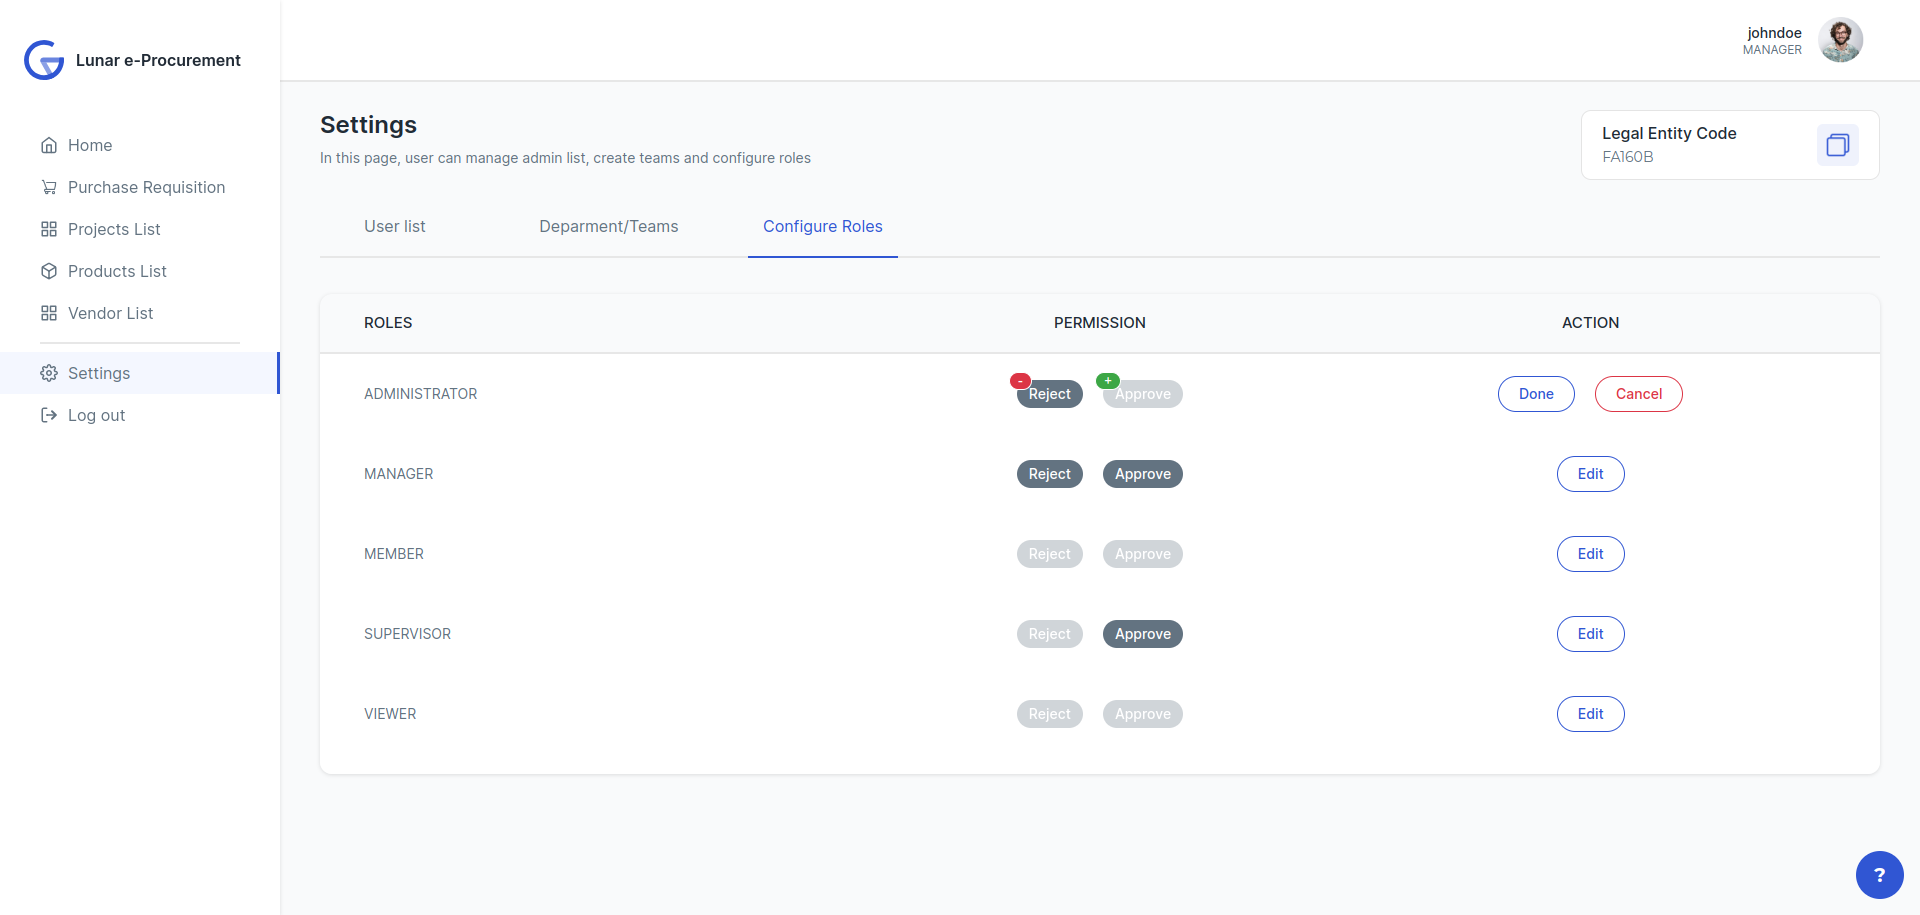 Lunar e-Procurement
johndoe
MANAGER
Home
Purchase Requisition
Projects List
Products List
Vendor List
Settings
Log out
Settings
In this page, user can manage admin list, create teams and configure roles
Legal Entity Code
FA160B
User list Deparment/Teams Configure Roles
ROLES PERMISSION ACTION
- +
ADMINISTRATOR Reject Approve Done Cancel
MANAGER Reject Approve Edit
MEMBER Reject Approve Edit
SUPERVISOR Reject Approve Edit
VIEWER Reject Approve Edit
?